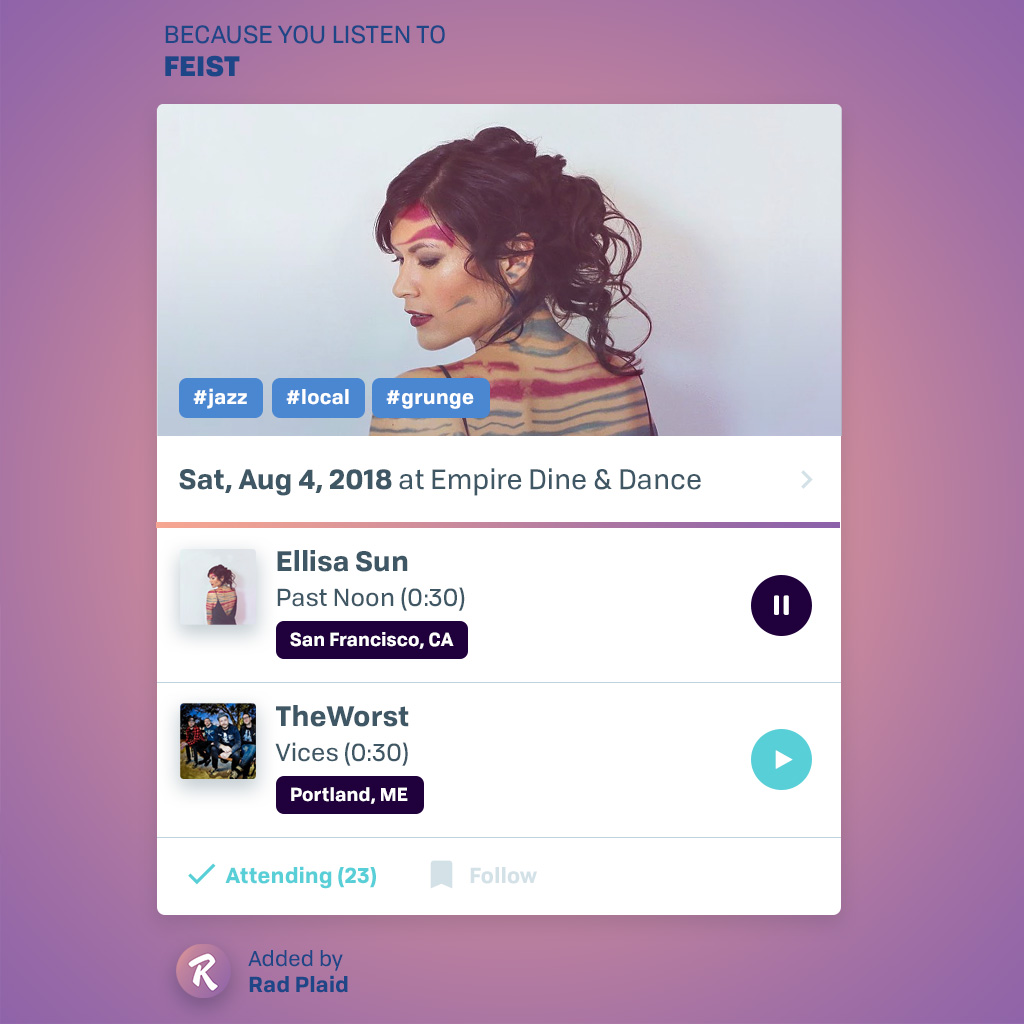 BECAUSE YOU LISTEN TO
FEIST
#jazz #local #grunge
Sat, Aug 4, 2018 at Empire Dine & Dance
Ellisa Sun
Past Noon (0:30)
San Francisco, CA
TheWorst
Vices (0:30)
Portland, ME
Attending (23) Follow
R
Added by
Rad Plaid